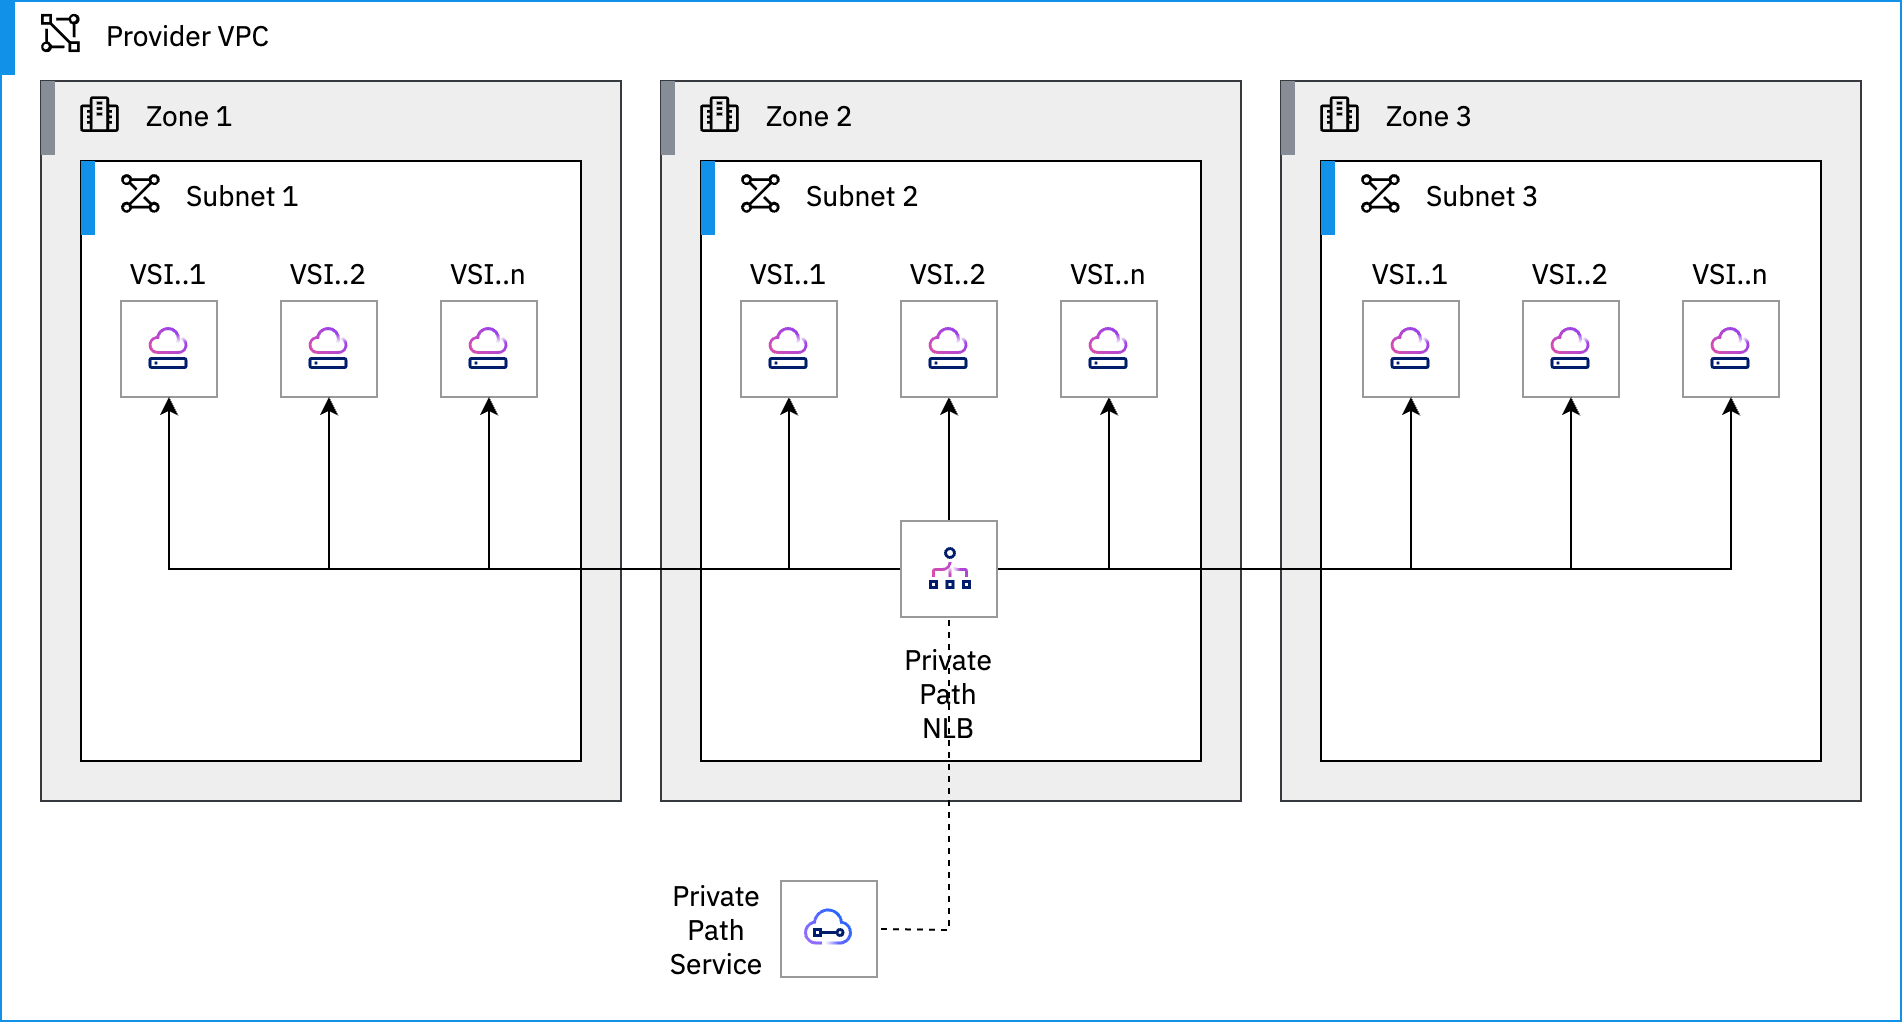 Provider VPC
Zone 1
Subnet 1
VSI..1
VSI..2
VSI..n
Zone 2
Subnet 2
VSI..1
VSI..2
VSI..n
Private
Path
NLB
Zone 3
Subnet 3
VSI..1
VSI..2
VSI..n
Private
Path
Service